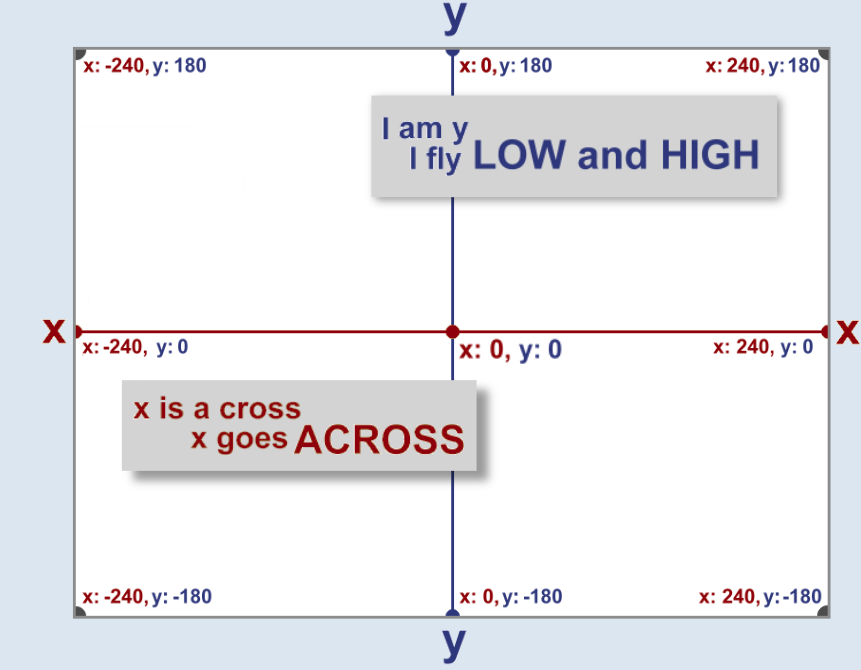 y
x: -240, y: 180
x: 0, y: 180
x: 240, y: 180
I am y
I fly LOW and HIGH
x
x
x: -240, y: 0
x: 0, y: 0
x: 240, y: 0
x is a cross
x goes ACROSS
x: -240, y: -180
x: 0, y: -180
x: 240, y: -180
y